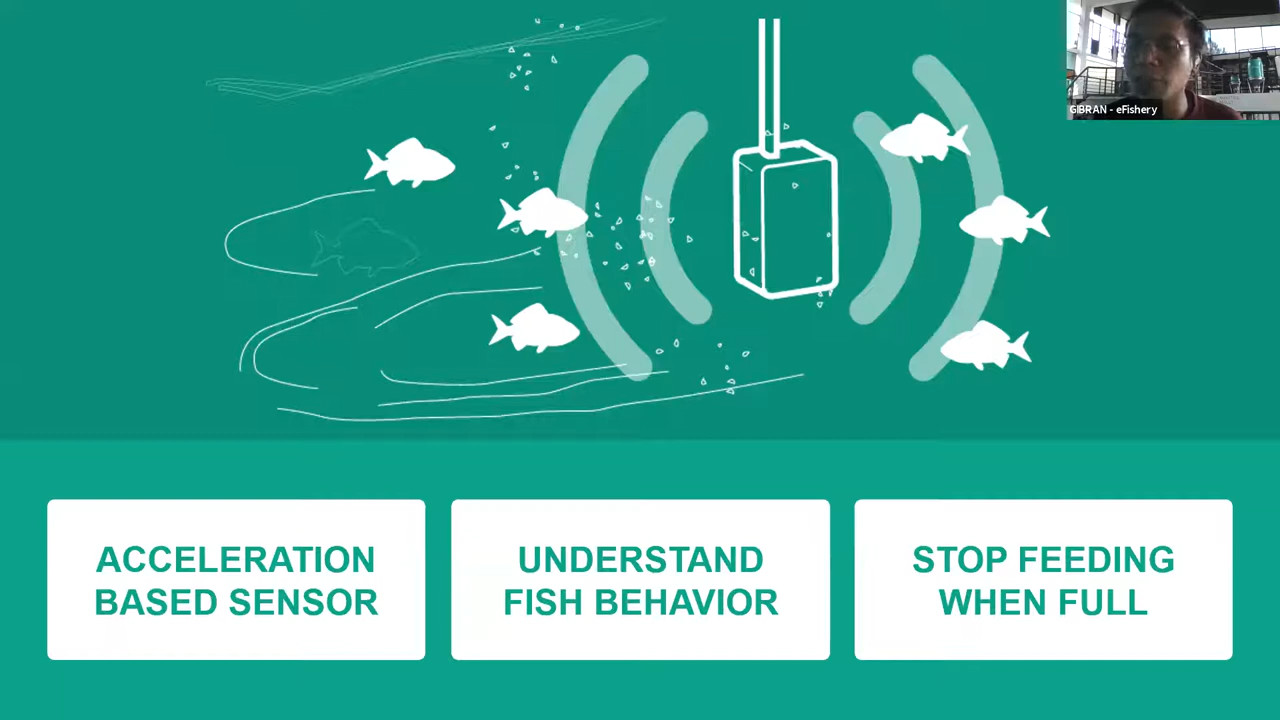 GIBRAN - eFishery
ACCELERATION
BASED SENSOR
UNDERSTAND
FISH BEHAVIOR
STOP FEEDING
WHEN FULL